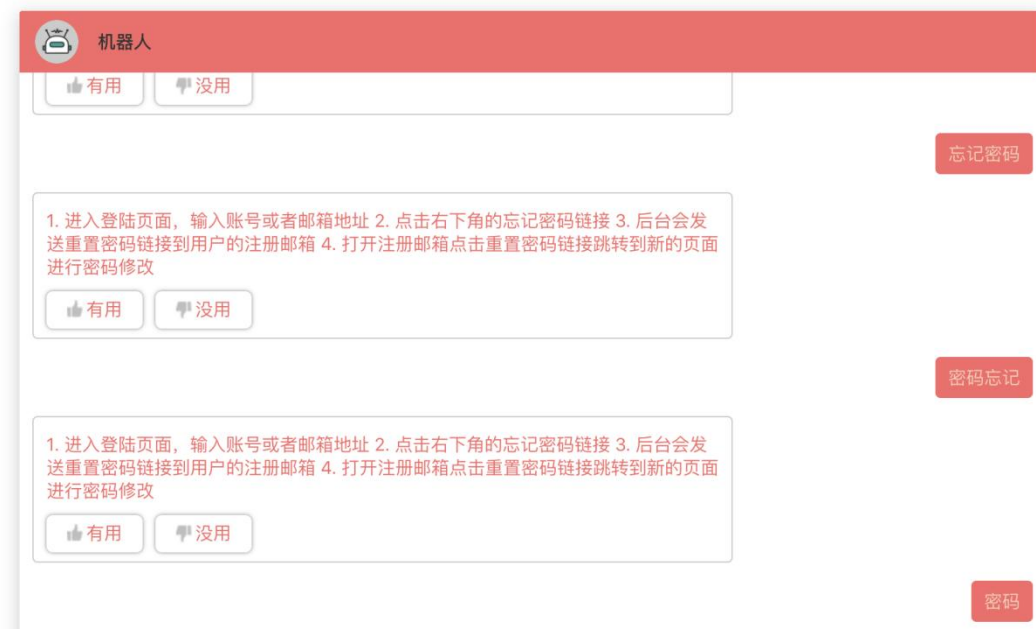 机器人
有用
没用
忘记密码
1. 进入登陆页面，输入账号或者邮箱地址 2. 点击右下角的忘记密码链接 3. 后台会发
送重置密码链接到用户的注册邮箱 4. 打开注册邮箱点击重置密码链接跳转到新的页面
进行密码修改
有用
没用
密码忘记
1. 进入登陆页面，输入账号或者邮箱地址 2. 点击右下角的忘记密码链接 3. 后台会发
送重置密码链接到用户的注册邮箱 4. 打开注册邮箱点击重置密码链接跳转到新的页面
进行密码修改
有用
没用
密码